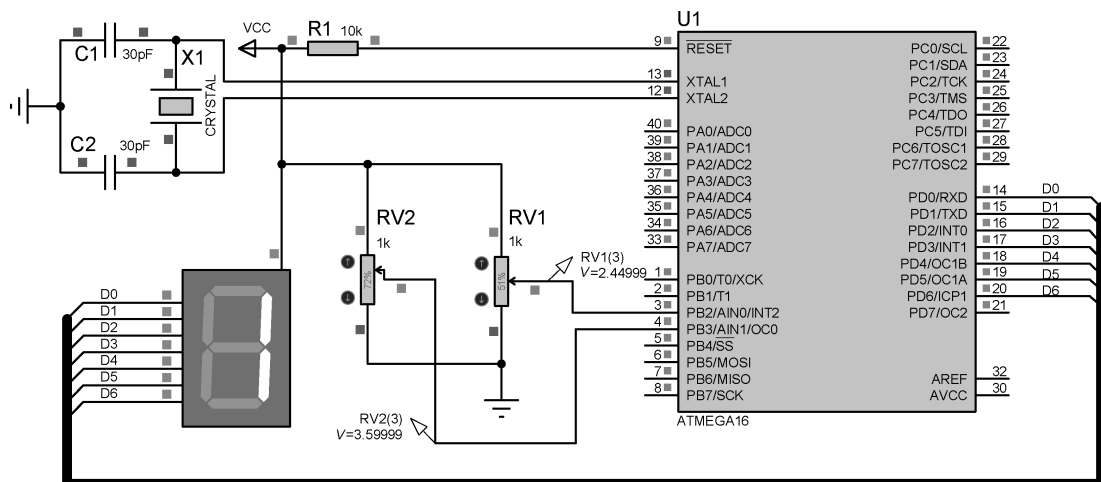 C1
30pF
X1
CRYSTAL
C2
30pF
VCC
R1
10k
RV2
1k
72%
RV1
1k
51%
RV1(3)
V=2.44999
RV2(3)
V=3.59999
D0
D1
D2
D3
D4
D5
D6
U1
9
RESET
13
XTAL1
12
XTAL2
40
PA0/ADC0
39
PA1/ADC1
38
PA2/ADC2
37
PA3/ADC3
36
PA4/ADC4
35
PA5/ADC5
34
PA6/ADC6
33
PA7/ADC7
1
PB0/T0/XCK
2
PB1/T1
3
PB2/AIN0/INT2
4
PB3/AIN1/OC0
5
PB4/SS
6
PB5/MOSI
7
PB6/MISO
8
PB7/SCK
PC0/SCL
22
PC1/SDA
23
PC2/TCK
24
PC3/TMS
25
PC4/TDO
26
PC5/TDI
27
PC6/TOSC1
28
PC7/TOSC2
29
PD0/RXD
14
D0
PD1/TXD
15
D1
PD2/INT0
16
D2
PD3/INT1
17
D3
PD4/OC1B
18
D4
PD5/OC1A
19
D5
PD6/ICP1
20
D6
PD7/OC2
21
AREF
32
AVCC
30
ATMEGA16
1